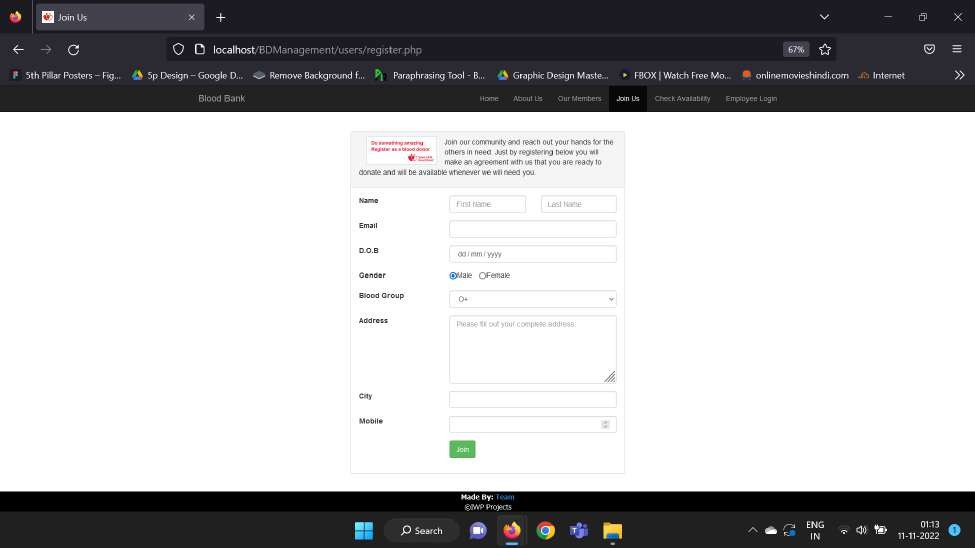 Join Us
localhost/BDManagement/users/register.php
67%
5th Pillar Posters – Fig...
5p Design – Google D...
Remove Background f...
Paraphrasing Tool - B...
Graphic Design Maste...
FBOX | Watch Free Mo...
onlinemovieshindi.com
Internet
Blood Bank
Home
About Us
Our Members
Join Us
Check Availability
Employee Login
Do something amazing
Register as a blood donor
Join our community and reach out your hands for the
others in need. Just by registering below you will
make an agreement with us that you are ready to
donate and will be available whenever we will need you.
Name
First Name
Last Name
Email
D.O.B
dd / mm / yyyy
Gender
Male
Female
Blood Group
O+
Address
Please fill out your complete address.
City
Mobile
Join
Made By: Team
©IWP Projects
Search
ENG
IN
01:13
11-11-2022
1